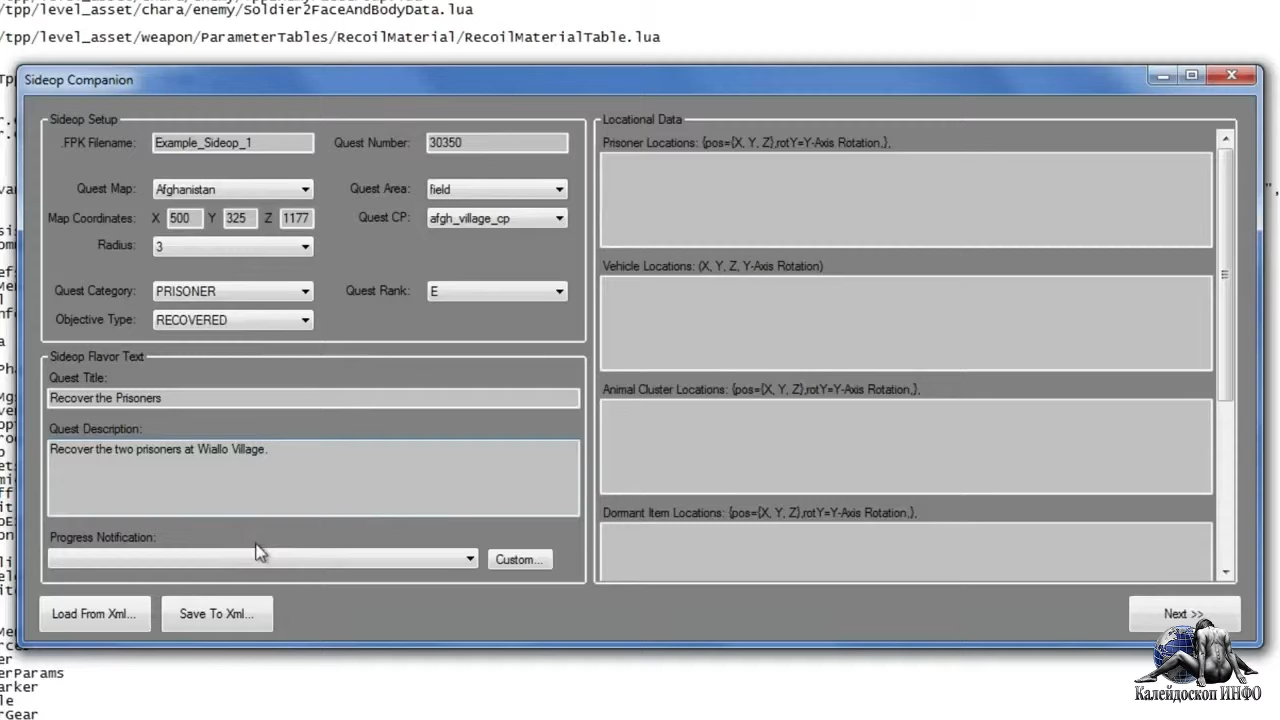 /tpp/level_asset/chara/enemy/Soldier2FaceAndBodyData.lua
/tpp/level_asset/weapon/ParameterTables/RecoilMaterial/RecoilMaterialTable.lua
Sideop Companion
Sideop Setup
.FPK Filename: Example_Sideop_1 Quest Number: 30350
Quest Map: Afghanistan Quest Area: field
Map Coordinates: X 500 Y 325 Z 1177 Quest CP: afgh_village_cp
Radius: 3
Quest Category: PRISONER Quest Rank: E
Objective Type: RECOVERED
Sideop Flavor Text
Quest Title:
Recover the Prisoners
Quest Description:
Recover the two prisoners at Wiallo Village.
Progress Notification:
Custom...
Load From Xml... Save To Xml...
Locational Data
Prisoner Locations: {pos={X, Y, Z},rotY=Y-Axis Rotation,},
Vehicle Locations: (X, Y, Z, Y-Axis Rotation)
Animal Cluster Locations: {pos={X, Y, Z},rotY=Y-Axis Rotation,},
Dormant Item Locations: {pos={X, Y, Z},rotY=Y-Axis Rotation,},
Next >>
erParams
arker
le
rGear
Калейдоскоп ИНФО